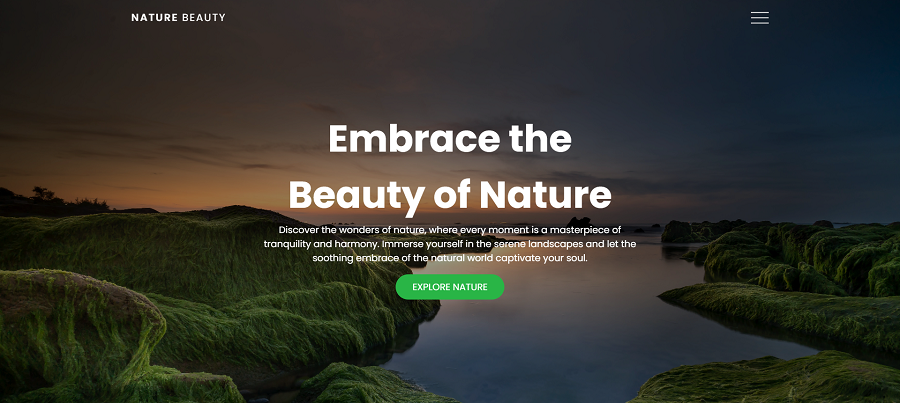 NATURE BEAUTY
Embrace the
Beauty of Nature
Discover the wonders of nature, where every moment is a masterpiece of
tranquility and harmony. Immerse yourself in the serene landscapes and let the
soothing embrace of the natural world captivate your soul.
EXPLORE NATURE